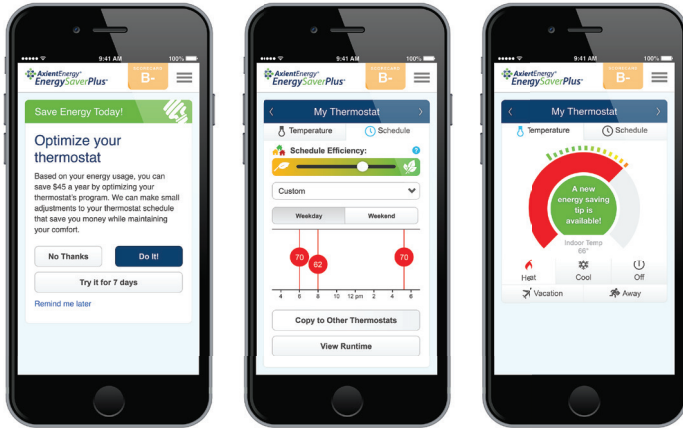 9:41 AM
100%
AxientEnergy
EnergySaverPlus
SCORECARD
B-
Save Energy Today!
Optimize your
thermostat
Based on your energy usage, you can
save $45 a year by optimizing your
thermostat's program. We can make small
adjustments to your thermostat schedule
that save you money while maintaining
your comfort.
No Thanks
Do It!
Try it for 7 days
Remind me later
9:41 AM
100%
AxientEnergy
EnergySaverPlus
SCORECARD
B-
My Thermostat
Temperature
Schedule
Schedule Efficiency:
?
Custom
Weekday
Weekend
70
62
70
4 6 8 10 12 pm 2 4 6
Copy to Other Thermostats
View Runtime
9:41 AM
100%
AxientEnergy
EnergySaverPlus
SCORECARD
B-
My Thermostat
Temperature
Schedule
A new
energy saving
tip is
available!
Indoor Temp
66°
Heat
Cool
Off
Vacation
Away